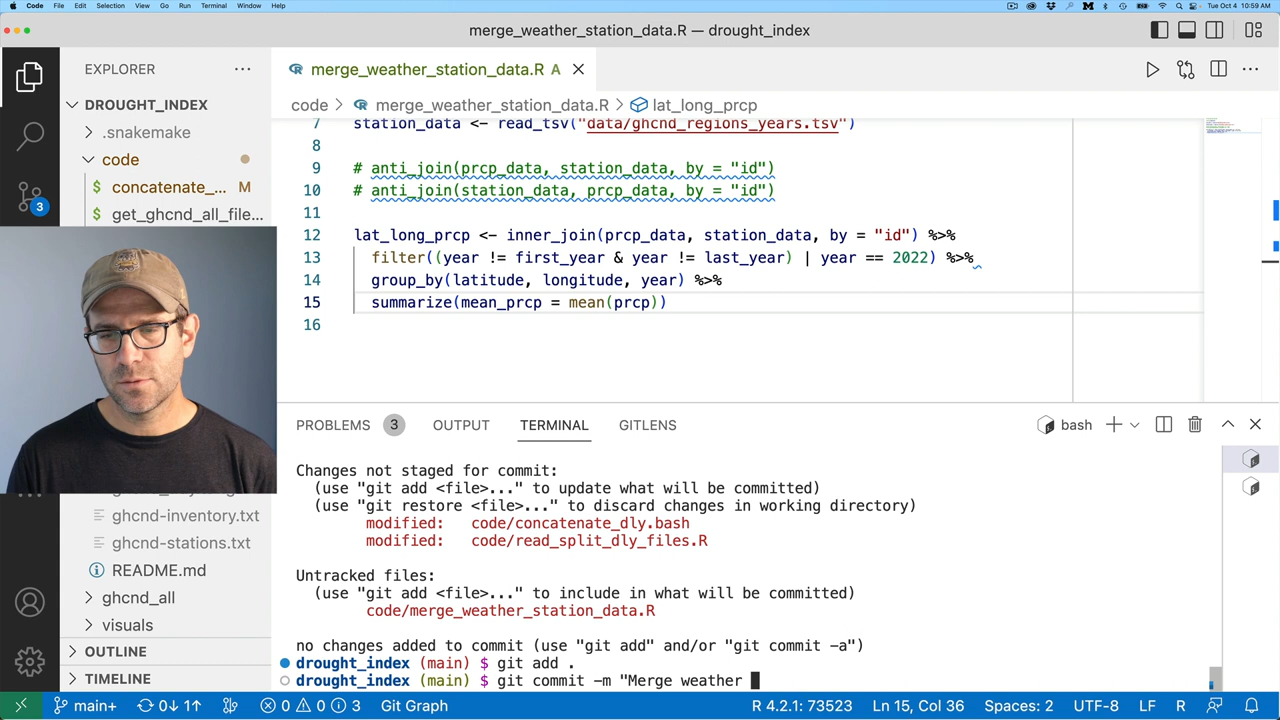 Code File Edit Selection View Go Run Terminal Window Help Tue Oct 4 10:59 AM
merge_weather_station_data.R — drought_index
EXPLORER
merge_weather_station_data.R A
DROUGHT_INDEX
code > merge_weather_station_data.R > lat_long_prcp
.snakemake
code
concatenate_... M
get_ghcnd_all_file...
3
7 station_data <- read_tsv("data/ghcnd_regions_years.tsv")
8
9 # anti_join(prcp_data, station_data, by = "id")
10 # anti_join(station_data, prcp_data, by = "id")
11
12 lat_long_prcp <- inner_join(prcp_data, station_data, by = "id") %>%
13 filter((year != first_year & year != last_year) | year == 2022) %>%
14 group_by(latitude, longitude, year) %>%
15 summarize(mean_prcp = mean(prcp))
16
ghcnd-inventory.txt
ghcnd-stations.txt
README.md
ghcnd_all
visuals
OUTLINE
TIMELINE
PROBLEMS 3 OUTPUT TERMINAL GITLENS bash
Changes not staged for commit:
(use "git add <file>..." to update what will be committed)
(use "git restore <file>..." to discard changes in working directory)
modified: code/concatenate_dly.bash
modified: code/read_split_dly_files.R
Untracked files:
(use "git add <file>..." to include in what will be committed)
code/merge_weather_station_data.R
no changes added to commit (use "git add" and/or "git commit -a")
drought_index (main) $ git add .
drought_index (main) $ git commit -m "Merge weather
main+ 0↓ 1↑ 0 0 3 Git Graph R 4.2.1: 73523 Ln 15, Col 36 Spaces: 2 UTF-8 LF R